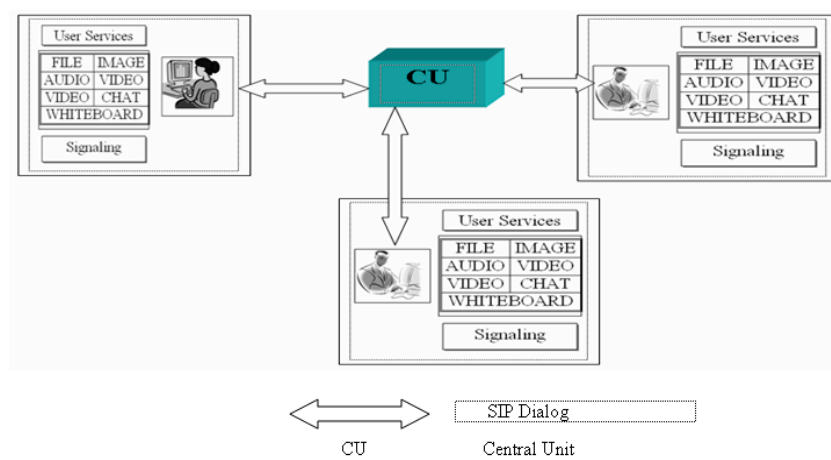 User Services
FILE IMAGE
AUDIO VIDEO
VIDEO CHAT
WHITEBOARD
Signaling
CU
User Services
FILE IMAGE
AUDIO VIDEO
VIDEO CHAT
WHITEBOARD
Signaling
User Services
FILE IMAGE
AUDIO VIDEO
VIDEO CHAT
WHITEBOARD
Signaling
SIP Dialog
CU Central Unit